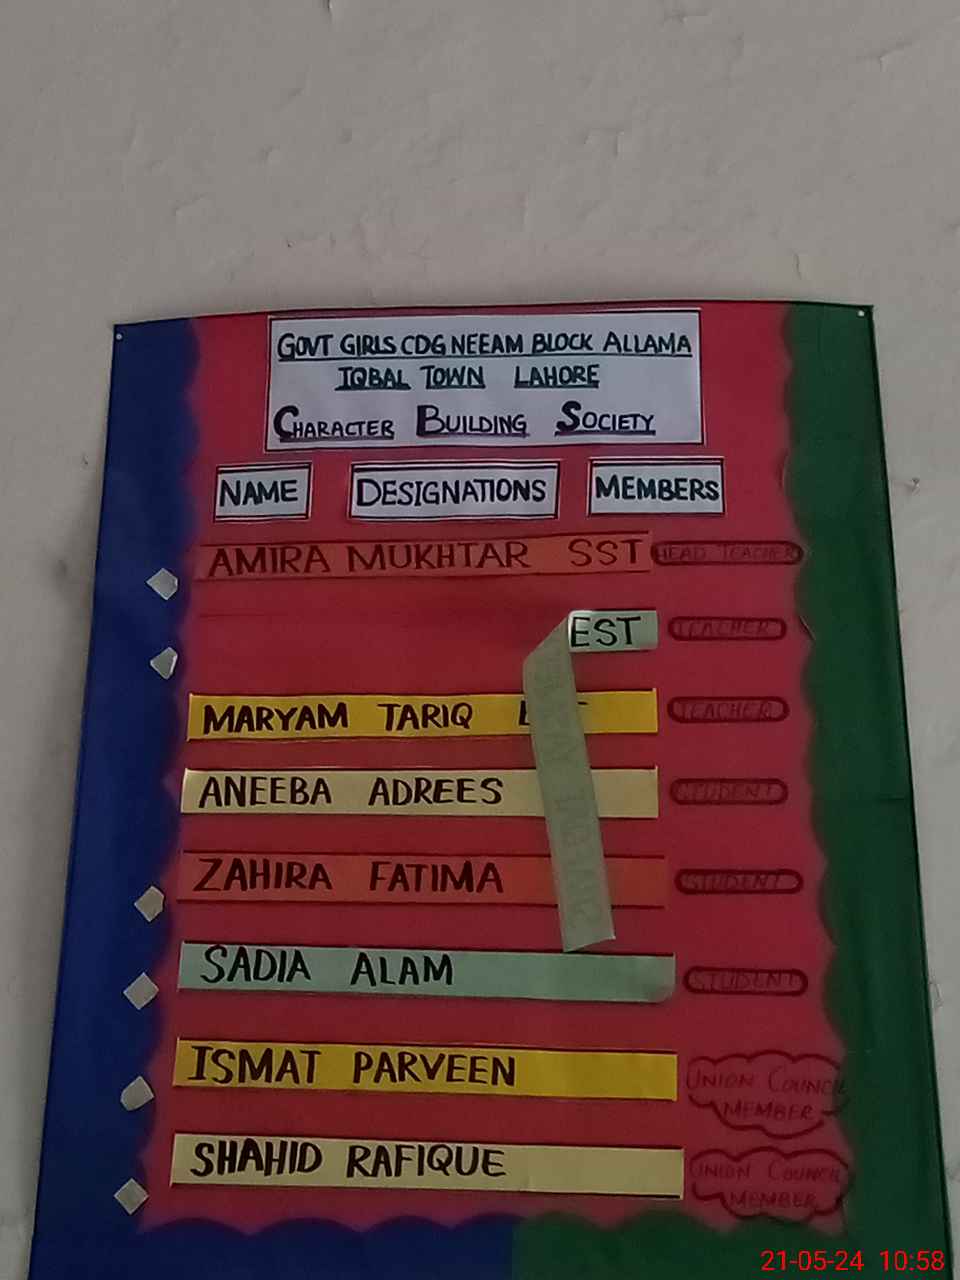 GOVT GIRLS CDG NEEAM BLOCK ALLAMA
IQBAL TOWN LAHORE
CHARACTER BUILDING SOCIETY
NAME DESIGNATIONS MEMBERS
AMIRA MUKHTAR SST HEAD TEACHER
EST TEACHER
MARYAM TARIQ TEACHER
ANEEBA ADREES STUDENT
ZAHIRA FATIMA STUDENT
SADIA ALAM STUDENT
ISMAT PARVEEN UNION COUNCIL
MEMBER
SHAHID RAFIQUE UNION COUNCIL
MEMBER
21-05-24 10:58